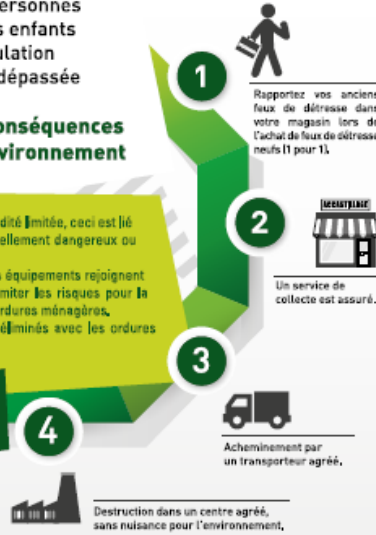 ersonnes
s enfants
ulation
dépassée
onséquences
vironnement
dité limitée, ceci est lié
ellement dangereux ou
s équipements rejoignent
imiter les risques pour la
rdures ménagères.
éliminés avec les ordures
1
Rapportez vos anciens
feux de détresse dans
votre magasin lors de
l'achat de feux de détresse
neufs (1 pour 1).
2
ACCASTILLAGE
Un service de
collecte est assuré.
3
Acheminement par
un transporteur agréé.
4
Destruction dans un centre agréé,
sans nuisance pour l'environnement.